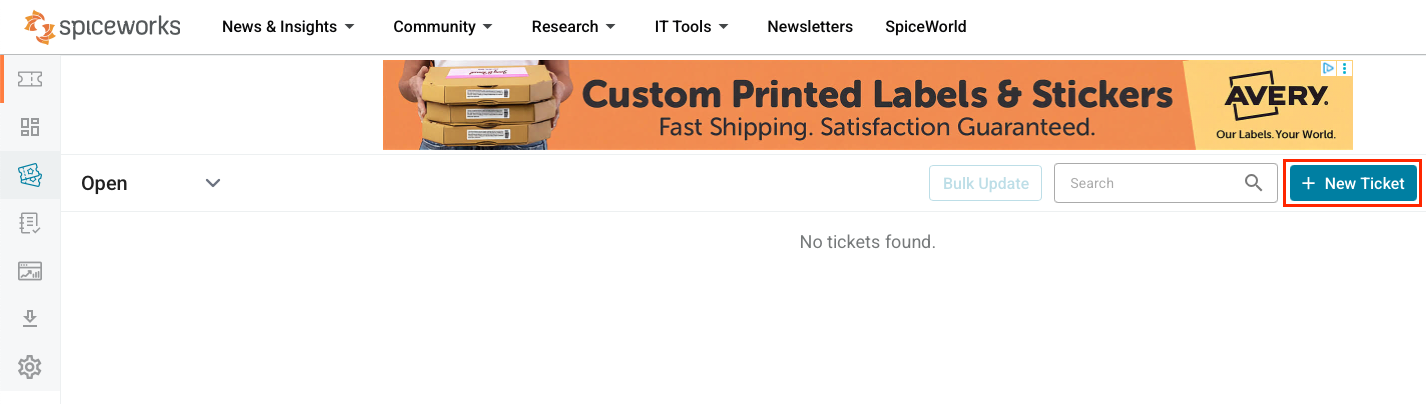 spiceworks
News & Insights
Community
Research
IT Tools
Newsletters
SpiceWorld
Custom Printed Labels & Stickers
Fast Shipping. Satisfaction Guaranteed.
AVERY.
Our Labels. Your World.
Open
Bulk Update
Search
+ New Ticket
No tickets found.